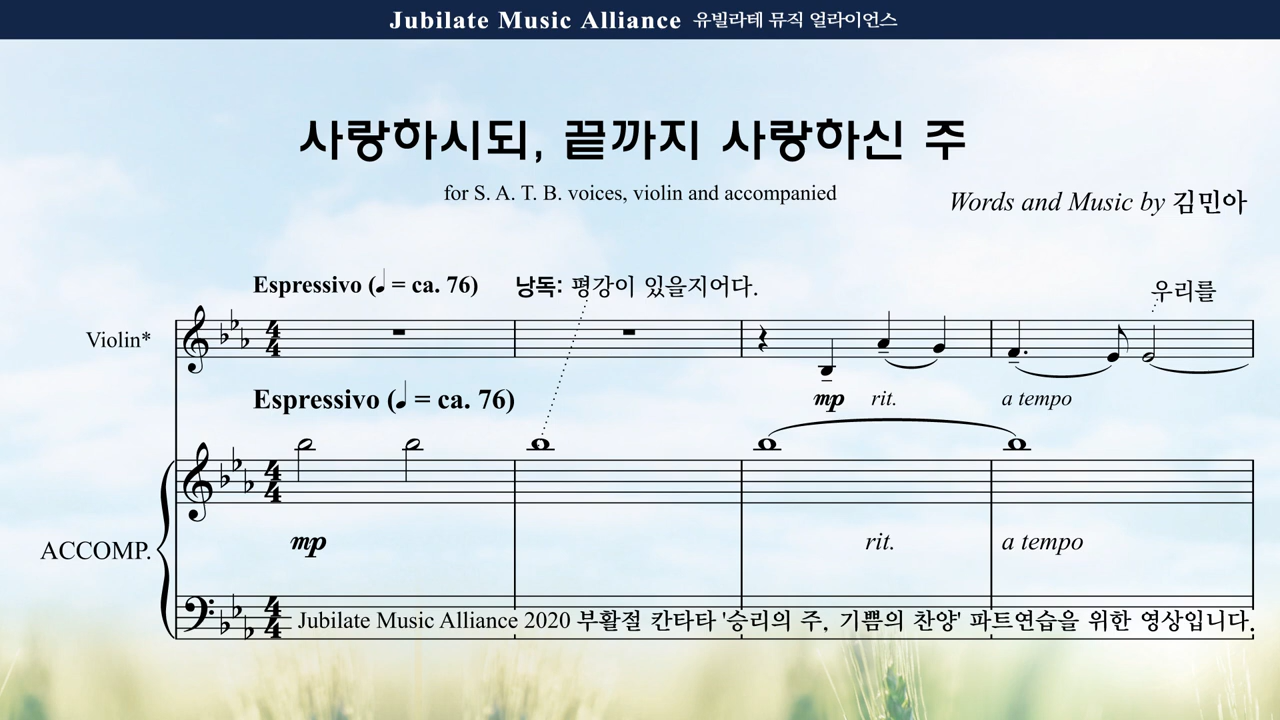 Jubilate Music Alliance 유빌라테 뮤직 얼라이언스
사랑하시되, 끝까지 사랑하신 주
for S. A. T. B. voices, violin and accompanied
Words and Music by 김민아
Espressivo (♩ = ca. 76) 낭독: 평강이 있을지어다. 우리를
Violin*
mp rit. a tempo
Espressivo (♩ = ca. 76)
mp rit. a tempo
ACCOMP.
Jubilate Music Alliance 2020 부활절 칸타타 '승리의 주, 기쁨의 찬양' 파트연습을 위한 영상입니다.